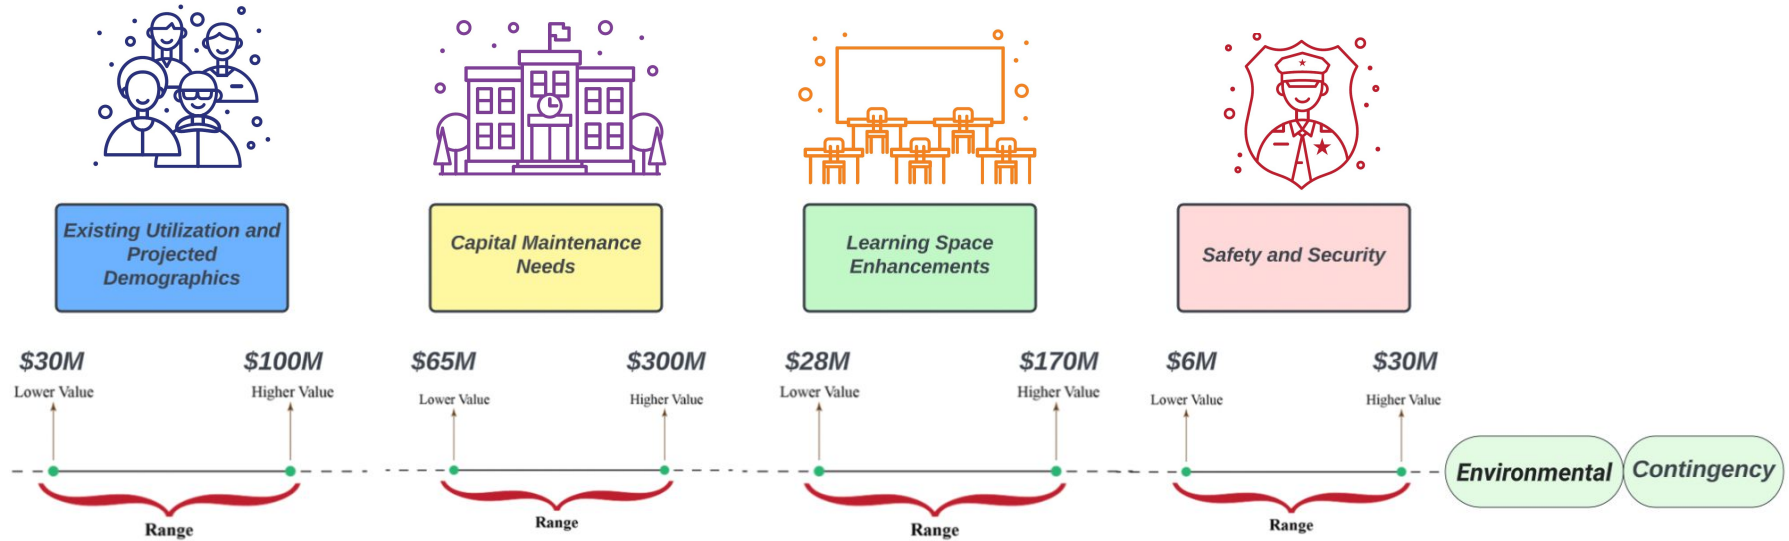 Existing Utilization and
Projected
Demographics
Capital Maintenance
Needs
Learning Space
Enhancements
Safety and Security
$30M
Lower Value
$100M
Higher Value
Range
$65M
Lower Value
$300M
Higher Value
Range
$28M
Lower Value
$170M
Higher Value
Range
$6M
Lower Value
$30M
Higher Value
Range
Environmental
Contingency